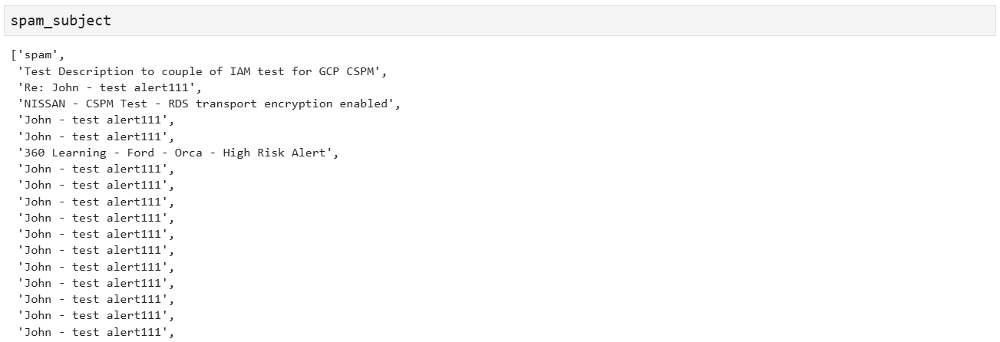 spam_subject
['spam',
'Test Description to couple of IAM test for GCP CSPM',
'Re: John - test alert111',
'NISSAN - CSPM Test - RDS transport encryption enabled',
'John - test alert111',
'John - test alert111',
'360 Learning - Ford - Orca - High Risk Alert',
'John - test alert111',
'John - test alert111',
'John - test alert111',
'John - test alert111',
'John - test alert111',
'John - test alert111',
'John - test alert111',
'John - test alert111',
'John - test alert111',
'John - test alert111',
'John - test alert111',